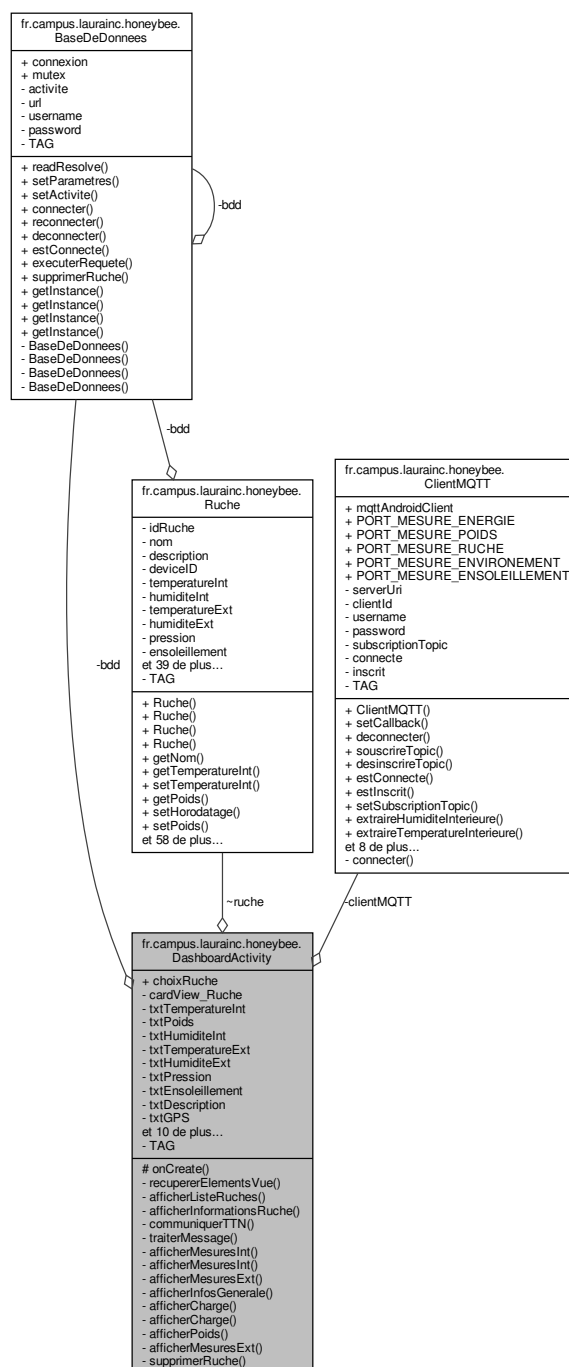 fr.campus.laurainc.honeybee.
BaseDeDonnees
+ connexion
+ mutex
- activite
- url
- username
- password
- TAG
+ readResolve()
+ setParametres()
+ setActivite()
+ connecter()
+ reconnecter()
+ deconnecter()
+ estConnecte()
+ executerRequete()
+ supprimerRuche()
+ getInstance()
+ getInstance()
+ getInstance()
+ getInstance()
- BaseDeDonnees()
- BaseDeDonnees()
- BaseDeDonnees()
- BaseDeDonnees()
-bdd
-bdd
-bdd
fr.campus.laurainc.honeybee.
Ruche
- idRuche
- nom
- description
- deviceID
- temperatureInt
- humiditeInt
- temperatureExt
- humiditeExt
- pression
- ensoleillement
et 39 de plus...
- TAG
+ Ruche()
+ Ruche()
+ Ruche()
+ Ruche()
+ getNom()
+ getTemperatureInt()
+ setTemperatureInt()
+ getPoids()
+ setHorodatage()
+ setPoids()
et 58 de plus...
fr.campus.laurainc.honeybee.
ClientMQTT
+ mqttAndroidClient
+ PORT_MESURE_ENERGIE
+ PORT_MESURE_POIDS
+ PORT_MESURE_RUCHE
+ PORT_MESURE_ENVIRONEMENT
+ PORT_MESURE_ENSOLEILLEMENT
- serverUri
- clientId
- username
- password
- subscriptionTopic
- connecte
- inscrit
- TAG
+ ClientMQTT()
+ setCallback()
+ deconnecter()
+ souscrireTopic()
+ desinscrireTopic()
+ estConnecte()
+ estInscrit()
+ setSubscriptionTopic()
+ extraireHumiditeInterieure()
+ extraireTemperatureInterieure()
et 8 de plus...
- connecter()
~ruche
-clientMQTT
fr.campus.laurainc.honeybee.
DashboardActivity
+ choixRuche
- cardView_Ruche
- txtTemperatureInt
- txtPoids
- txtHumiditeInt
- txtTemperatureExt
- txtHumiditeExt
- txtPression
- txtEnsoleillement
- txtDescription
- txtGPS
et 10 de plus...
- TAG
# onCreate()
- recupererElementsVue()
- afficherListeRuches()
- afficherInformationsRuche()
- communiquerTTN()
- traiterMessage()
- afficherMesuresInt()
- afficherMesuresInt()
- afficherMesuresExt()
- afficherInfosGenerale()
- afficherCharge()
- afficherCharge()
- afficherPoids()
- afficherMesuresExt()
- supprimerRuche()